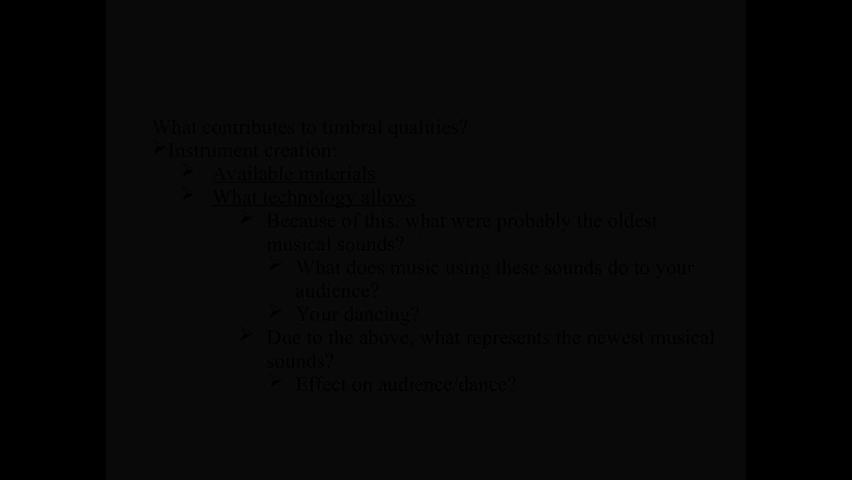 What contributes to timbral qualities?
➢Instrument creation:
➢ Available materials
➢ What technology allows
➢ Because of this, what were probably the oldest
musical sounds?
➢ What does music using these sounds do to your
audience?
➢ Your dancing?
➢ Due to the above, what represents the newest musical
sounds?
➢ Effect on audience/dance?